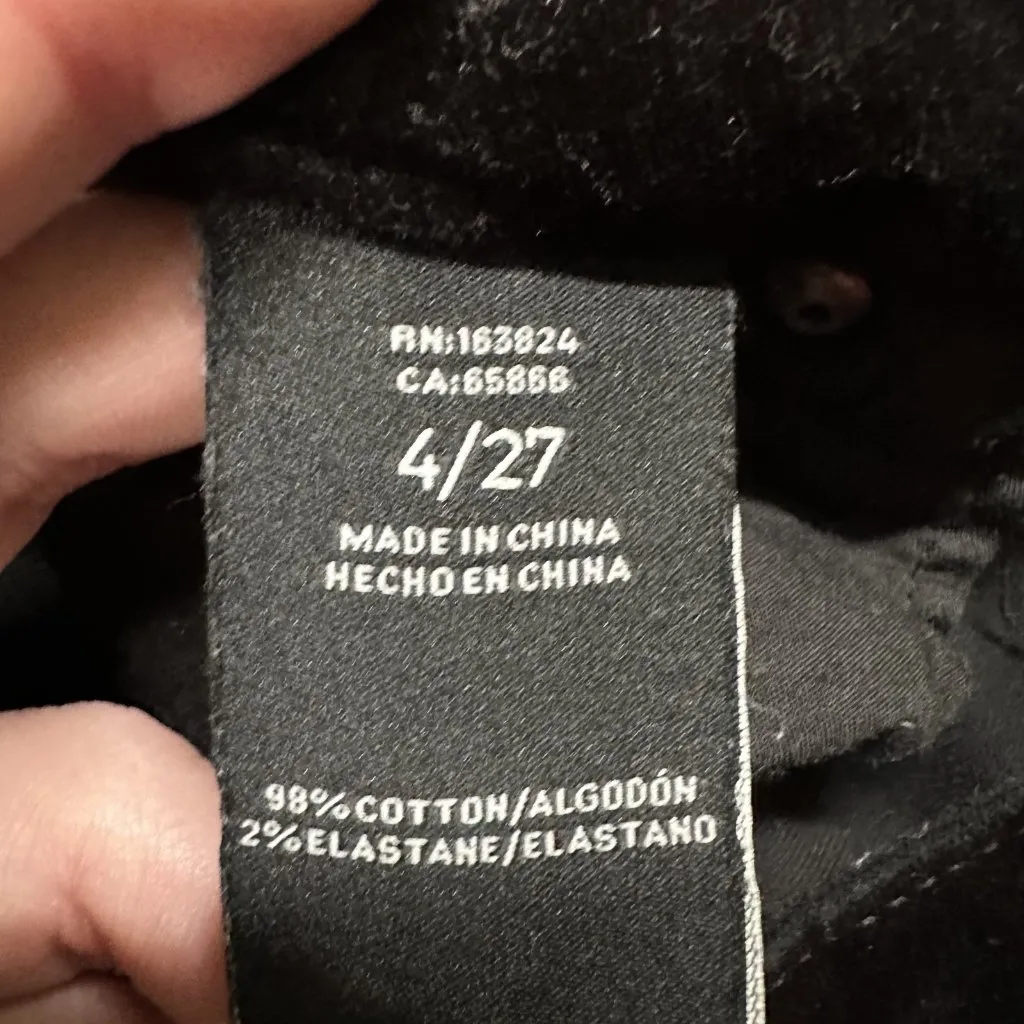 RN:163824
CA:65866
4/27
MADE IN CHINA
HECHO EN CHINA
98% COTTON/ALGODÓN
2% ELASTANE/ELASTANO